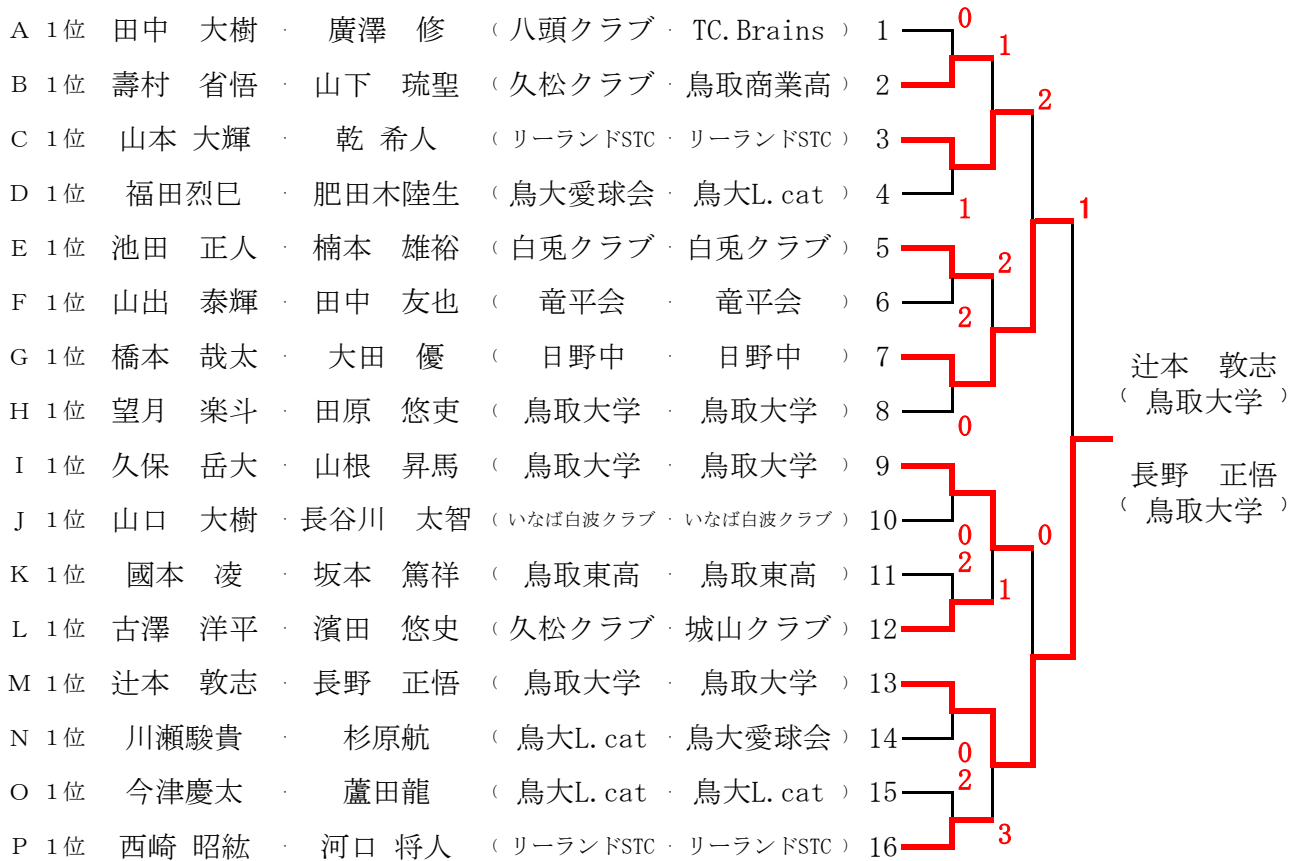 A 1位 田中 大樹 · 廣澤 修 ( 八頭クラブ · TC.Brains ) 1
B 1位 壽村 省悟 · 山下 琉聖 ( 久松クラブ · 鳥取商業高 ) 2
C 1位 山本 大輝 · 乾 希人 ( リーランドSTC · リーランドSTC ) 3
D 1位 福田烈巳 · 肥田木陸生 ( 鳥大愛球会 · 鳥大L.cat ) 4
E 1位 池田 正人 · 楠本 雄裕 ( 白兎クラブ · 白兎クラブ ) 5
F 1位 山出 泰輝 · 田中 友也 ( 竜平会 · 竜平会 ) 6
G 1位 橋本 哉太 · 大田 優 ( 日野中 · 日野中 ) 7
H 1位 望月 楽斗 · 田原 悠吏 ( 鳥取大学 · 鳥取大学 ) 8
I 1位 久保 岳大 · 山根 昇馬 ( 鳥取大学 · 鳥取大学 ) 9
J 1位 山口 大樹 · 長谷川 太智 ( いなば白波クラブ · いなば白波クラブ ) 10
K 1位 國本 凌 · 坂本 篤祥 ( 鳥取東高 · 鳥取東高 ) 11
L 1位 古澤 洋平 · 濱田 悠史 ( 久松クラブ · 城山クラブ ) 12
M 1位 辻本 敦志 · 長野 正悟 ( 鳥取大学 · 鳥取大学 ) 13
N 1位 川瀬駿貴 · 杉原航 ( 鳥大L.cat · 鳥大愛球会 ) 14
O 1位 今津慶太 · 蘆田龍 ( 鳥大L.cat · 鳥大L.cat ) 15
P 1位 西崎 昭紘 · 河口 将人 ( リーランドSTC · リーランドSTC ) 16
0
1
2
1
1
2
2
0
0
0
2
1
0
2
3
辻本 敦志
( 鳥取大学 )
長野 正悟
( 鳥取大学 )